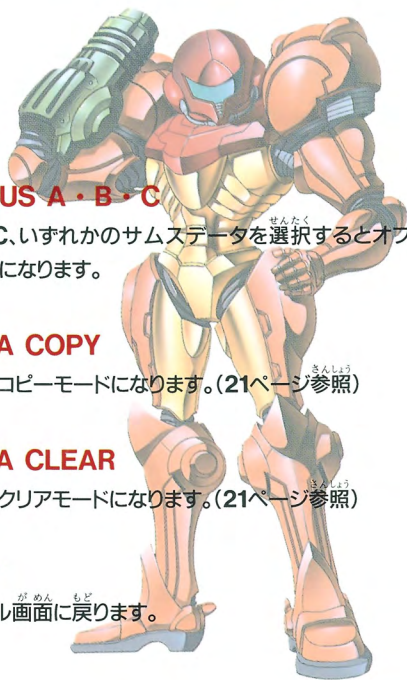 US A・B・C
C、いずれかのサムスデータを選択するとオプ
になります。
A COPY
コピーモードになります。(21ページ参照)
A CLEAR
クリアモードになります。(21ページ参照)
ル画面に戻ります。